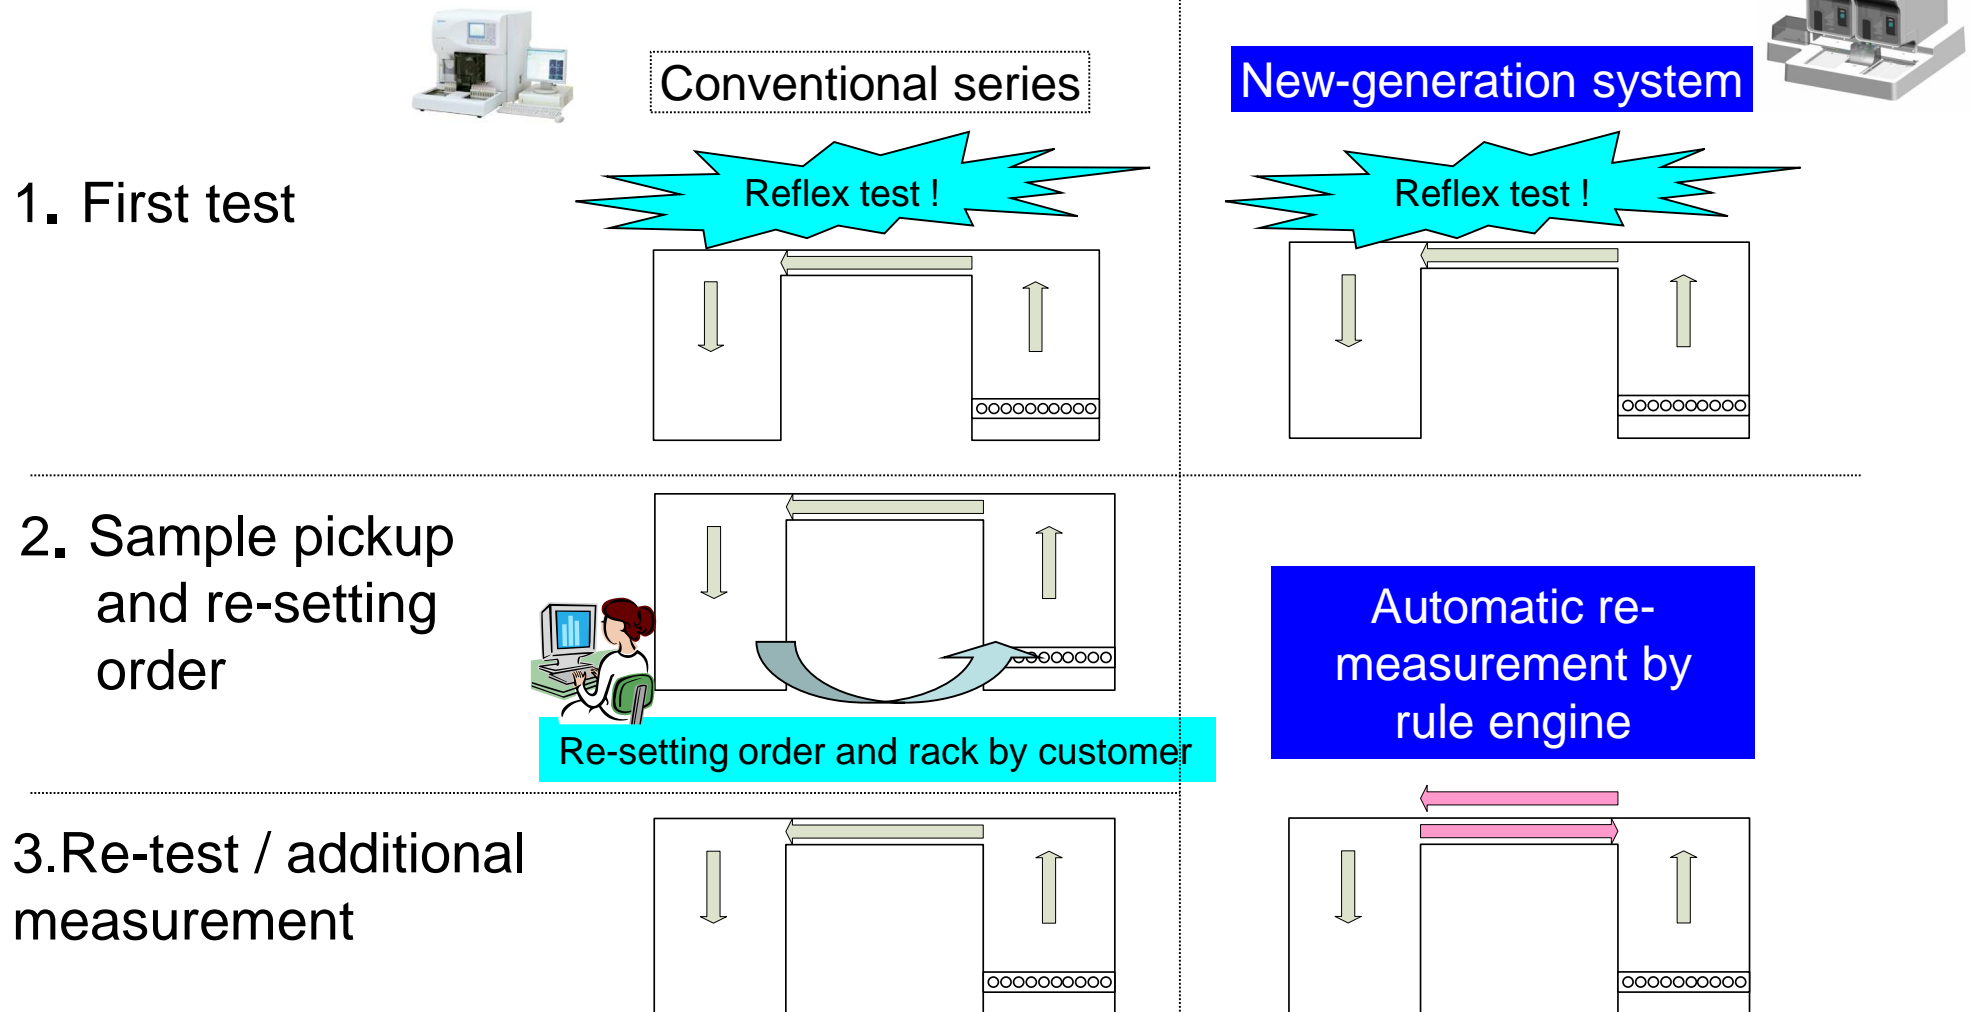 Conventional series
New-generation system
1. First test
Reflex test !
Reflex test !
2. Sample pickup
and re-setting
order
Re-setting order and rack by customer
Automatic re-
measurement by
rule engine
3.Re-test / additional
measurement